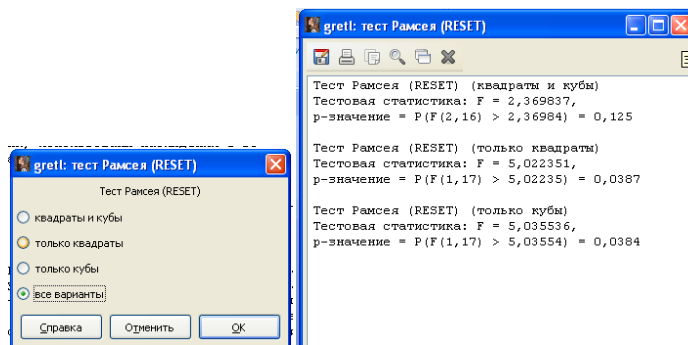 gretl: тест Рамсея (RESET)
Тест Рамсея (RESET)
квадраты и кубы
только квадраты
только кубы
все варианты
Справка
Отменить
OK
gretl: тест Рамсея (RESET)
Тест Рамсея (RESET) (квадраты и кубы)
Тестовая статистика: F = 2,369837,
p-значение = P(F(2,16) > 2,36984) = 0,125
Тест Рамсея (RESET) (только квадраты)
Тестовая статистика: F = 5,022351,
p-значение = P(F(1,17) > 5,02235) = 0,0387
Тест Рамсея (RESET) (только кубы)
Тестовая статистика: F = 5,035536,
p-значение = P(F(1,17) > 5,03554) = 0,0384